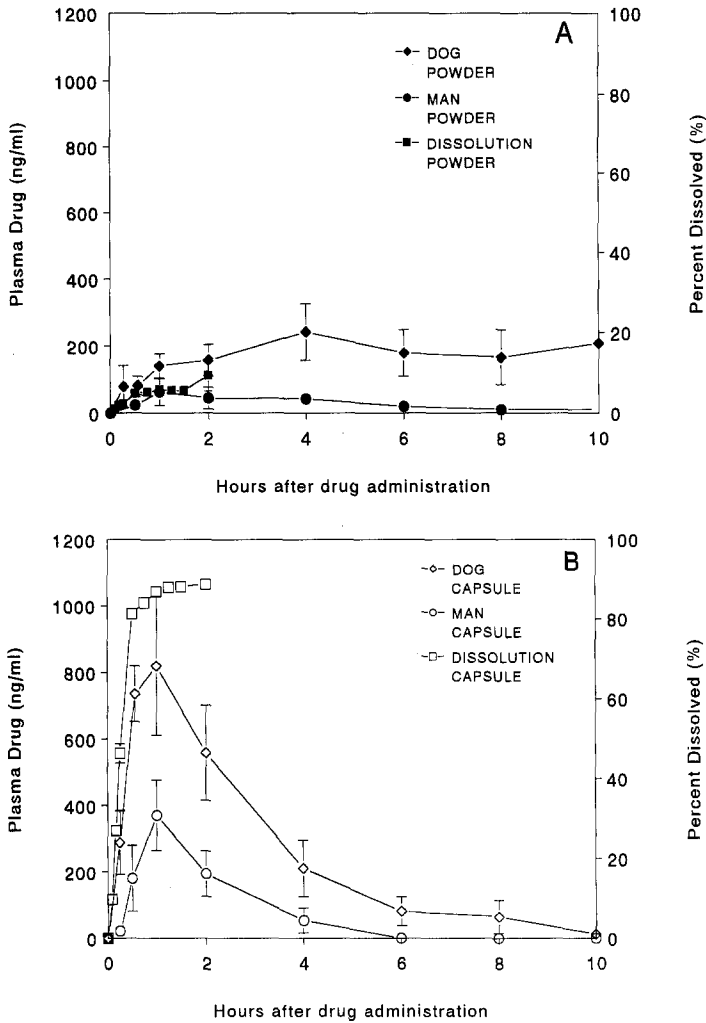 A
1200
1000
800
600
400
200
0
Plasma Drug (ng/ml)
100
80
60
40
20
0
Percent Dissolved (%)
DOG
POWDER
MAN
POWDER
DISSOLUTION
POWDER
0 2 4 6 8 10
Hours after drug administration
B
1200
1000
800
600
400
200
0
Plasma Drug (ng/ml)
100
80
60
40
20
0
Percent Dissolved (%)
DOG
CAPSULE
MAN
CAPSULE
DISSOLUTION
CAPSULE
0 2 4 6 8 10
Hours after drug administration